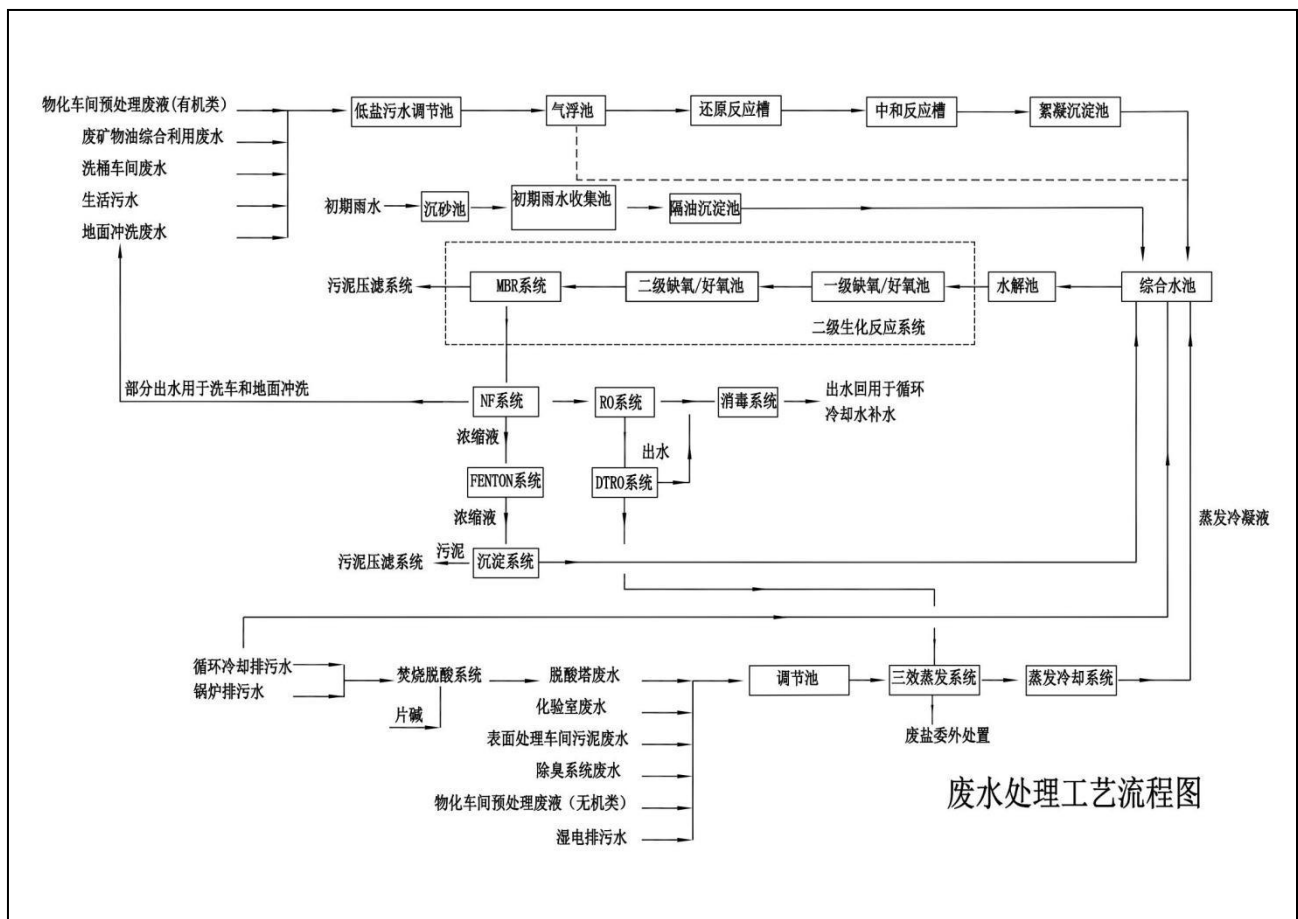 物化车间预处理废液(有机类)
废矿物油综合利用废水
洗桶车间废水
生活污水
地面冲洗废水
低盐污水调节池
气浮池
还原反应槽
中和反应槽
絮凝沉淀池
初期雨水
沉砂池
初期雨水收集池
隔油沉淀池
污泥压滤系统
MBR系统
二级缺氧/好氧池
一级缺氧/好氧池
水解池
综合水池
二级生化反应系统
部分出水用于洗车和地面冲洗
NF系统
RO系统
消毒系统
出水回用于循环
冷却水补水
浓缩液
出水
FENTON系统
DTRO系统
浓缩液
蒸发冷凝液
污泥压滤系统
污泥
沉淀系统
循环冷却排污水
锅炉排污水
焚烧脱酸系统
片碱
脱酸塔废水
化验室废水
表面处理车间污泥废水
除臭系统废水
物化车间预处理废液（无机类）
湿电排污水
调节池
三效蒸发系统
蒸发冷却系统
废盐委外处置
废水处理工艺流程图